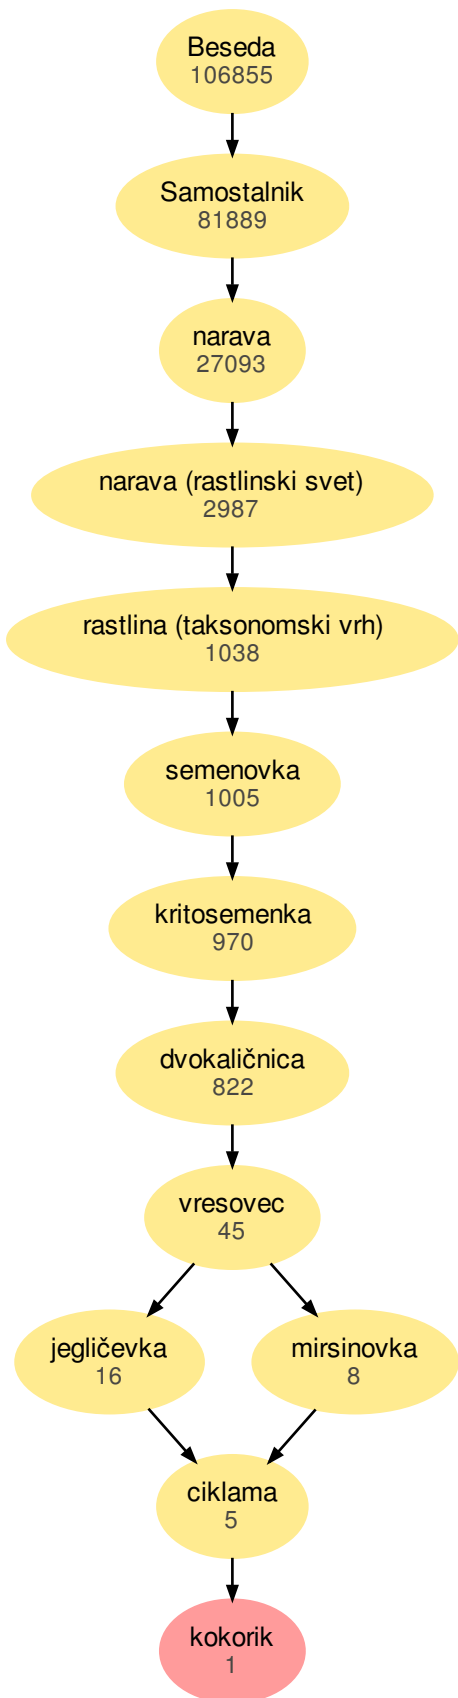 Beseda
106855
Samostalnik
81889
narava
27093
narava (rastlinski svet)
2987
rastlina (taksonomski vrh)
1038
semenovka
1005
kritosemenka
970
dvokaličnica
822
vresovec
45
jegličevka
16
mirsinovka
8
ciklama
5
kokorik
1